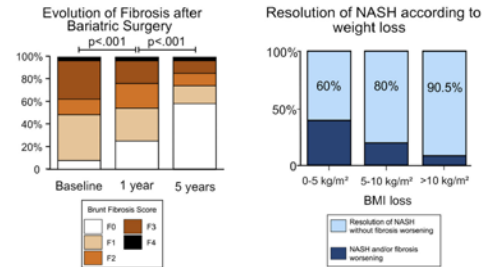 Evolution of Fibrosis after
Bariatric Surgery
p<.001 p<.001
100%
80%
60%
40%
20%
0
Baseline 1 year 5 years
Brunt Fibrosis Score
F0 F3
F1 F4
F2
Resolution of NASH according to
weight loss
100%
50%
0
60% 80% 90.5%
0-5 kg/m² 5-10 kg/m² >10 kg/m²
BMI loss
Resolution of NASH
without fibrosis worsening
NASH and/or fibrosis
worsening